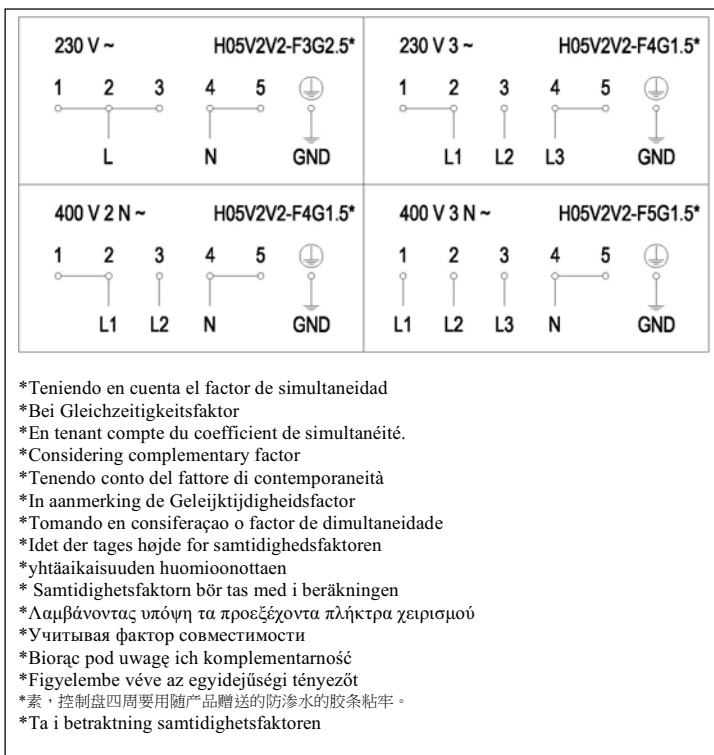 230 V ~ H05V2V2-F3G2.5*
1 2 3 4 5
L N GND
230 V 3 ~ H05V2V2-F4G1.5*
1 2 3 4 5
L1 L2 L3 GND
400 V 2 N ~ H05V2V2-F4G1.5*
1 2 3 4 5
L1 L2 N GND
400 V 3 N ~ H05V2V2-F5G1.5*
1 2 3 4 5
L1 L2 L3 N GND
*Teniendo en cuenta el factor de simultaneidad
*Bei Gleichzeitigkeitsfaktor
*En tenant compte du coefficient de simultanéité.
*Considering complementary factor
*Tenendo conto del fattore di contemporaneità
*In aanmerking de Geleijktijdigheidsfactor
*Tomando en consiferaçao o factor de dimultaneidade
*Idet der tages højde for samtidighedsfaktoren
*yhtäaikaisuuden huomioonottaen
* Samtidighetsfaktorn bör tas med i beräkningen
*Λαμβάνοντας υπόψη τα προεξέχοντα πλήκτρα χειρισμού
*Учитывая фактор совместимости
*Biorąc pod uwagę ich komplementarność
*Figyelembe véve az egyidejűségi tényezőt
*素，控制盘四周要用随产品赠送的防渗水的胶条粘牢。
*Ta i betraktning samtidighetsfaktoren